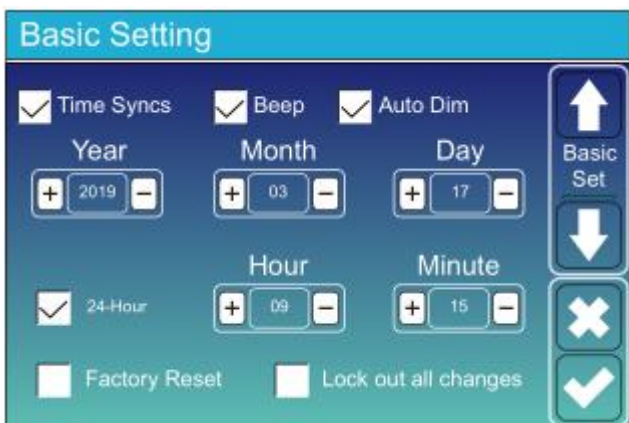 Basic Setting
Time Syncs Beep Auto Dim
Year Month Day
Basic
Set
+ 2019 − + 03 − + 17 −
Hour Minute
24-Hour + 09 − + 15 −
Factory Reset Lock out all changes